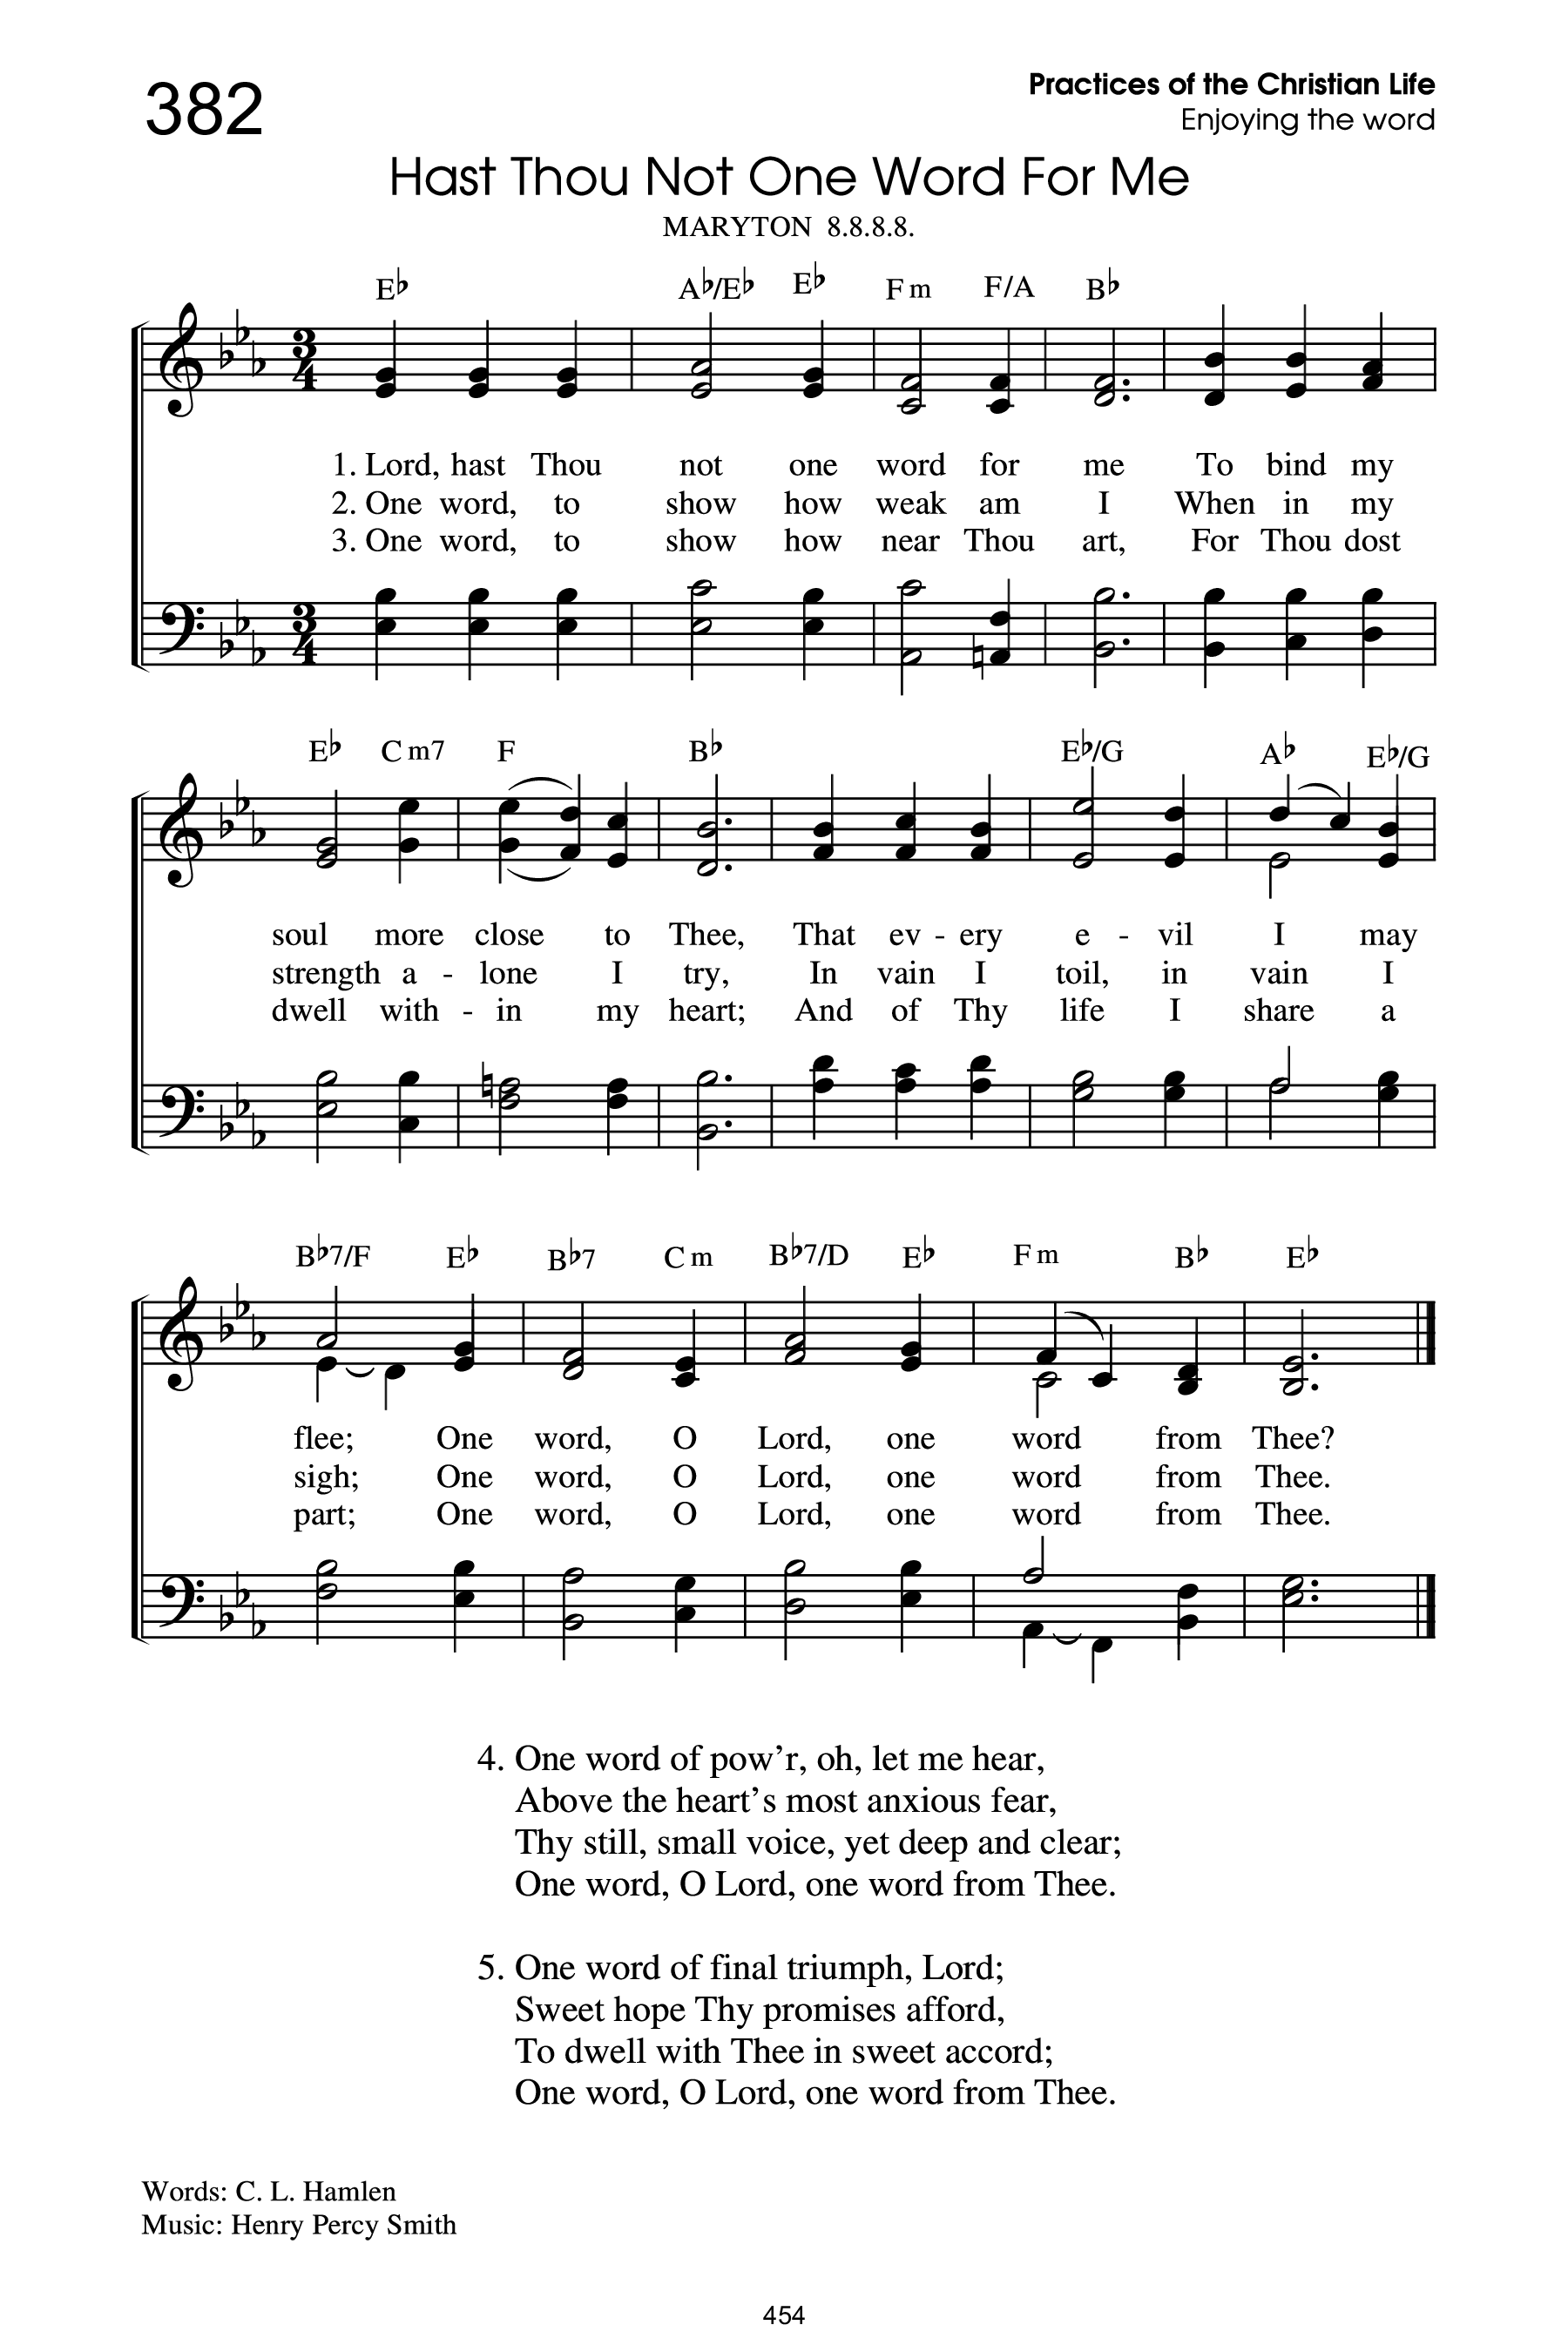 382
Practices of the Christian Life
Enjoying the word
Hast Thou Not One Word For Me
MARYTON 8.8.8.8.
E♭ A♭/E♭ E♭ F m F/A B♭
3 4
1. Lord, hast Thou not one word for me To bind my
2. One word, to show how weak am I When in my
3. One word, to show how near Thou art, For Thou dost
3 4
E♭ C m7 F B♭ E♭/G A♭ E♭/G
soul more close to Thee, That ev - ery e - vil I may
strength a - lone I try, In vain I toil, in vain I
dwell with - in my heart; And of Thy life I share a
B♭7/F E♭ B♭7 C m B♭7/D E♭ F m B♭ E♭
flee; One word, O Lord, one word from Thee?
sigh; One word, O Lord, one word from Thee.
part; One word, O Lord, one word from Thee.
4. One word of pow’r, oh, let me hear,
Above the heart’s most anxious fear,
Thy still, small voice, yet deep and clear;
One word, O Lord, one word from Thee.
5. One word of final triumph, Lord;
Sweet hope Thy promises afford,
To dwell with Thee in sweet accord;
One word, O Lord, one word from Thee.
Words: C. L. Hamlen
Music: Henry Percy Smith
454